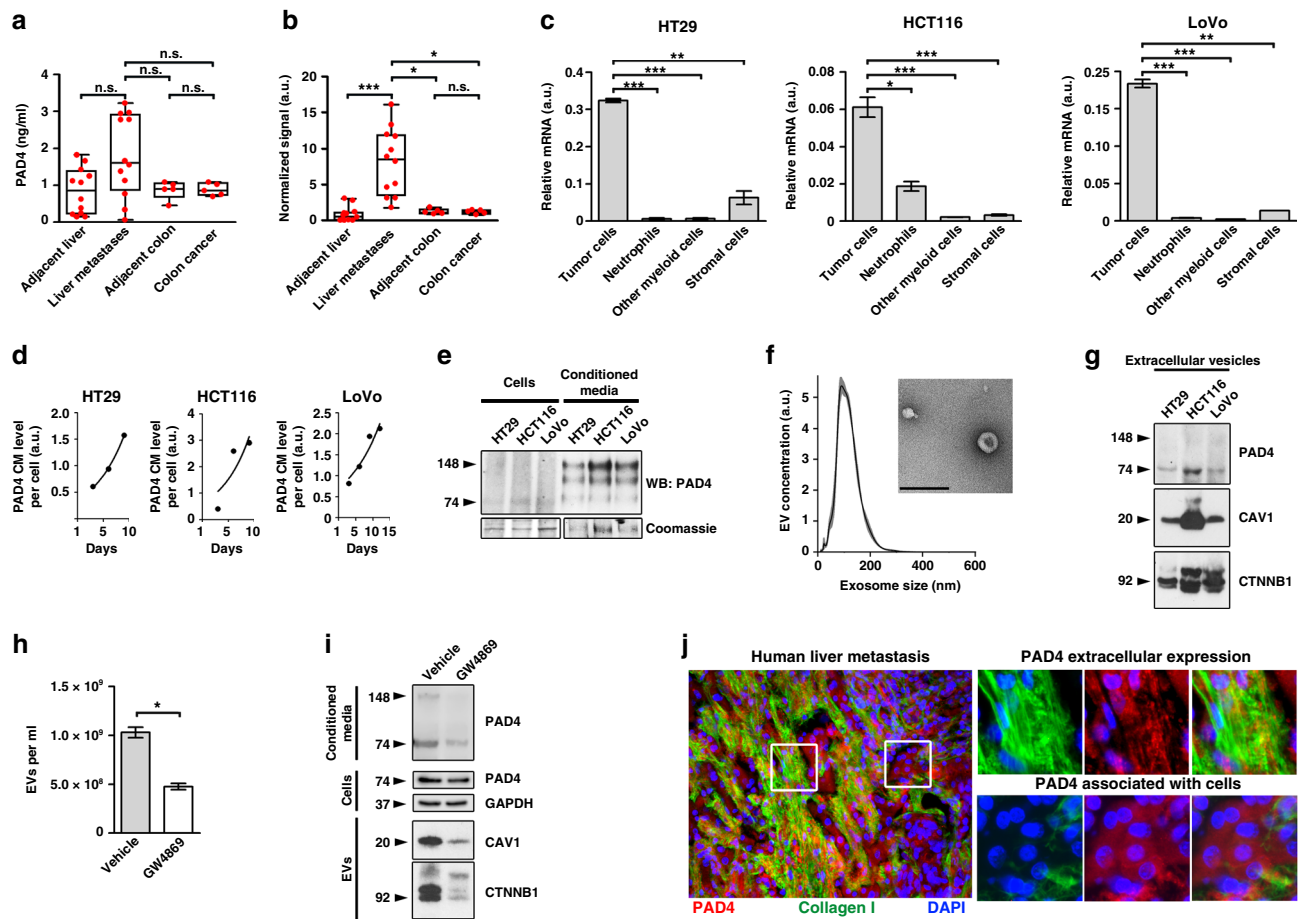 a
PAD4 (ng/ml)
4
3
2
1
0
n.s.
n.s.
n.s.
n.s.
Adjacent liver
Liver metastases
Adjacent colon
Colon cancer
b
Normalized signal (a.u.)
20
15
10
5
0
*
*
***
n.s.
Adjacent liver
Liver metastases
Adjacent colon
Colon cancer
c
HT29
Relative mRNA (a.u.)
0.4
0.3
0.2
0.1
0
**
***
***
Tumor cells
Neutrophils
Other myeloid cells
Stromal cells
HCT116
Relative mRNA (a.u.)
0.08
0.06
0.04
0.02
0
***
***
*
Tumor cells
Neutrophils
Other myeloid cells
Stromal cells
LoVo
Relative mRNA (a.u.)
0.25
0.20
0.15
0.10
0.05
0
**
***
***
Tumor cells
Neutrophils
Other myeloid cells
Stromal cells
d
HT29
PAD4 CM level
per cell (a.u.)
2.0
1.5
1.0
0.5
1
5
10
Days
HCT116
PAD4 CM level
per cell (a.u.)
4
3
2
1
0
1
5
10
Days
LoVo
PAD4 CM level
per cell (a.u.)
2.5
2.0
1.5
1.0
0.5
0
1
5
10
15
Days
e
Cells
Conditioned
media
HT29
HCT116
LoVo
HT29
HCT116
LoVo
148
74
WB: PAD4
Coomassie
f
EV concentration (a.u.)
6
5
4
3
2
1
0
0
200
400
600
Exosome size (nm)
g
Extracellular vesicles
HT29
HCT116
LoVo
148
74
PAD4
20
CAV1
92
CTNNB1
h
EVs per ml
1.5 × 10⁹
1.0 × 10⁹
5.0 × 10⁸
0
*
Vehicle
GW4869
i
Vehicle
GW4869
Conditioned
media
148
74
PAD4
Cells
74
PAD4
37
GAPDH
EVs
20
CAV1
92
CTNNB1
j
Human liver metastasis
PAD4 extracellular expression
PAD4 associated with cells
PAD4
Collagen I
DAPI